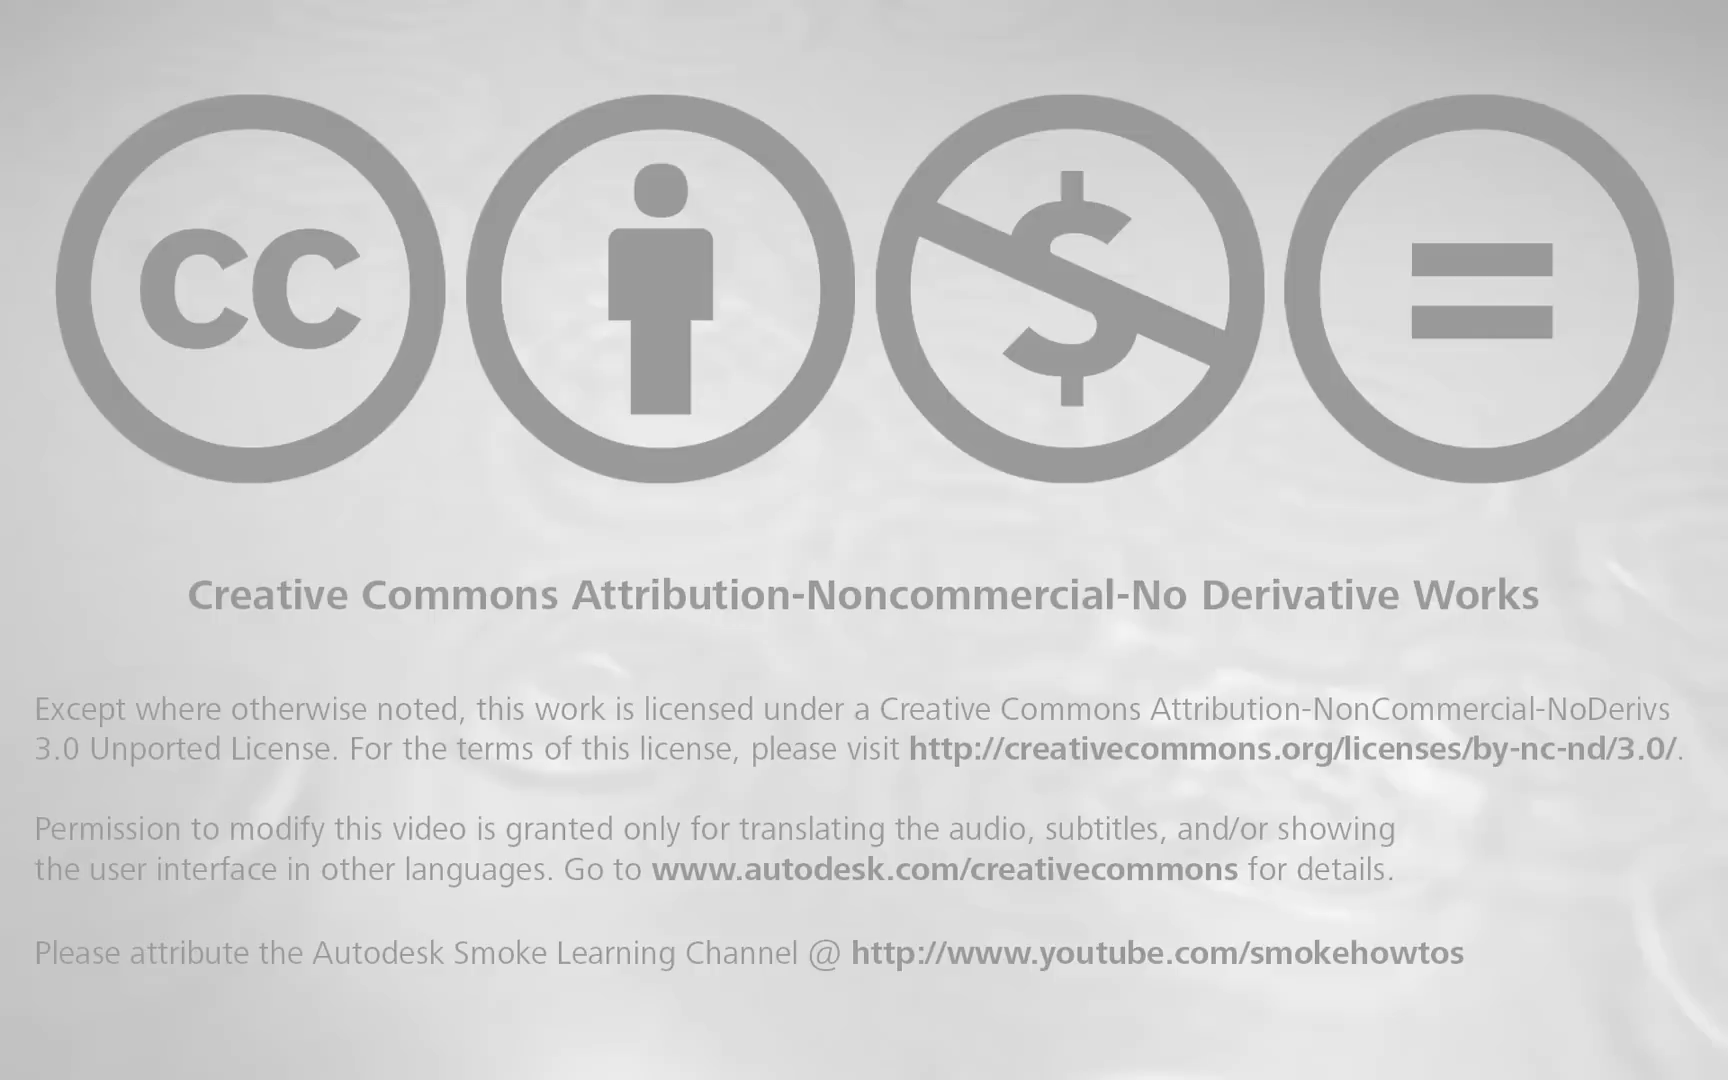 cc
$
=
Creative Commons Attribution-Noncommercial-No Derivative Works
Except where otherwise noted, this work is licensed under a Creative Commons Attribution-NonCommercial-NoDerivs
3.0 Unported License. For the terms of this license, please visit http://creativecommons.org/licenses/by-nc-nd/3.0/.
Permission to modify this video is granted only for translating the audio, subtitles, and/or showing
the user interface in other languages. Go to www.autodesk.com/creativecommons for details.
Please attribute the Autodesk Smoke Learning Channel @ http://www.youtube.com/smokehowtos